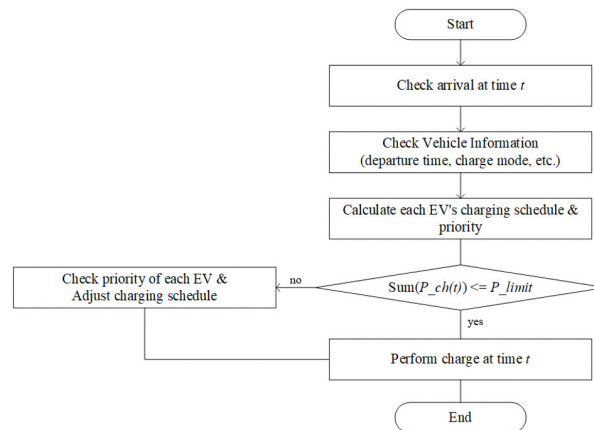 Start
Check arrival at time t
Check Vehicle Information
(departure time, charge mode, etc.)
Calculate each EV's charging schedule &
priority
Check priority of each EV &
Adjust charging schedule
no
Sum(P_ch(t)) <= P_limit
yes
Perform charge at time t
End